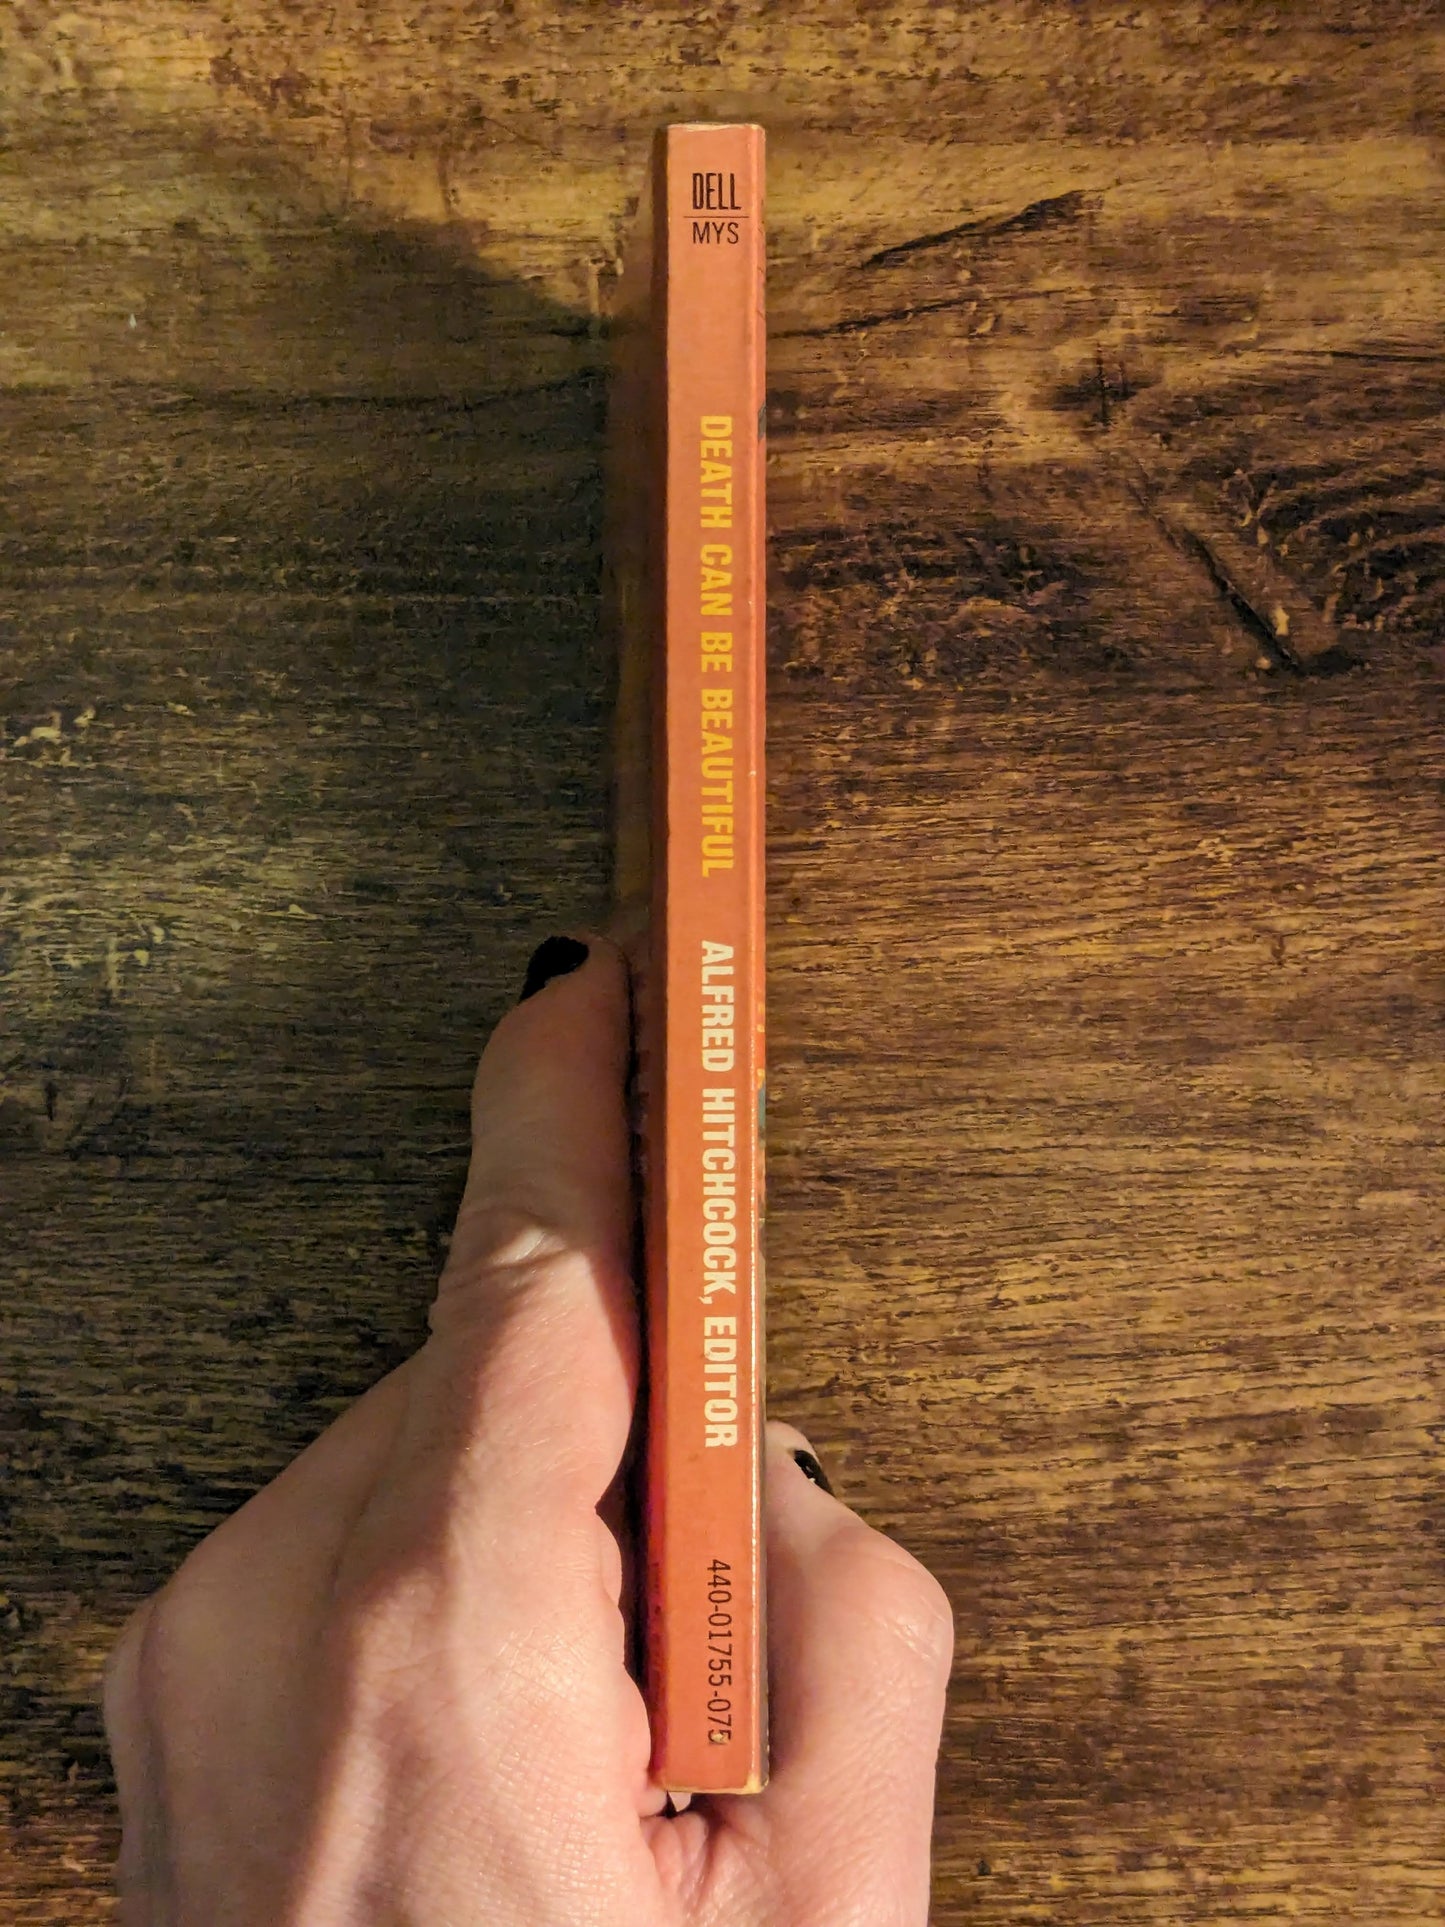 DELL
MYS
DEATH CAN BE BEAUTIFUL ALFRED HITCHCOCK, EDITOR
440-01755-075